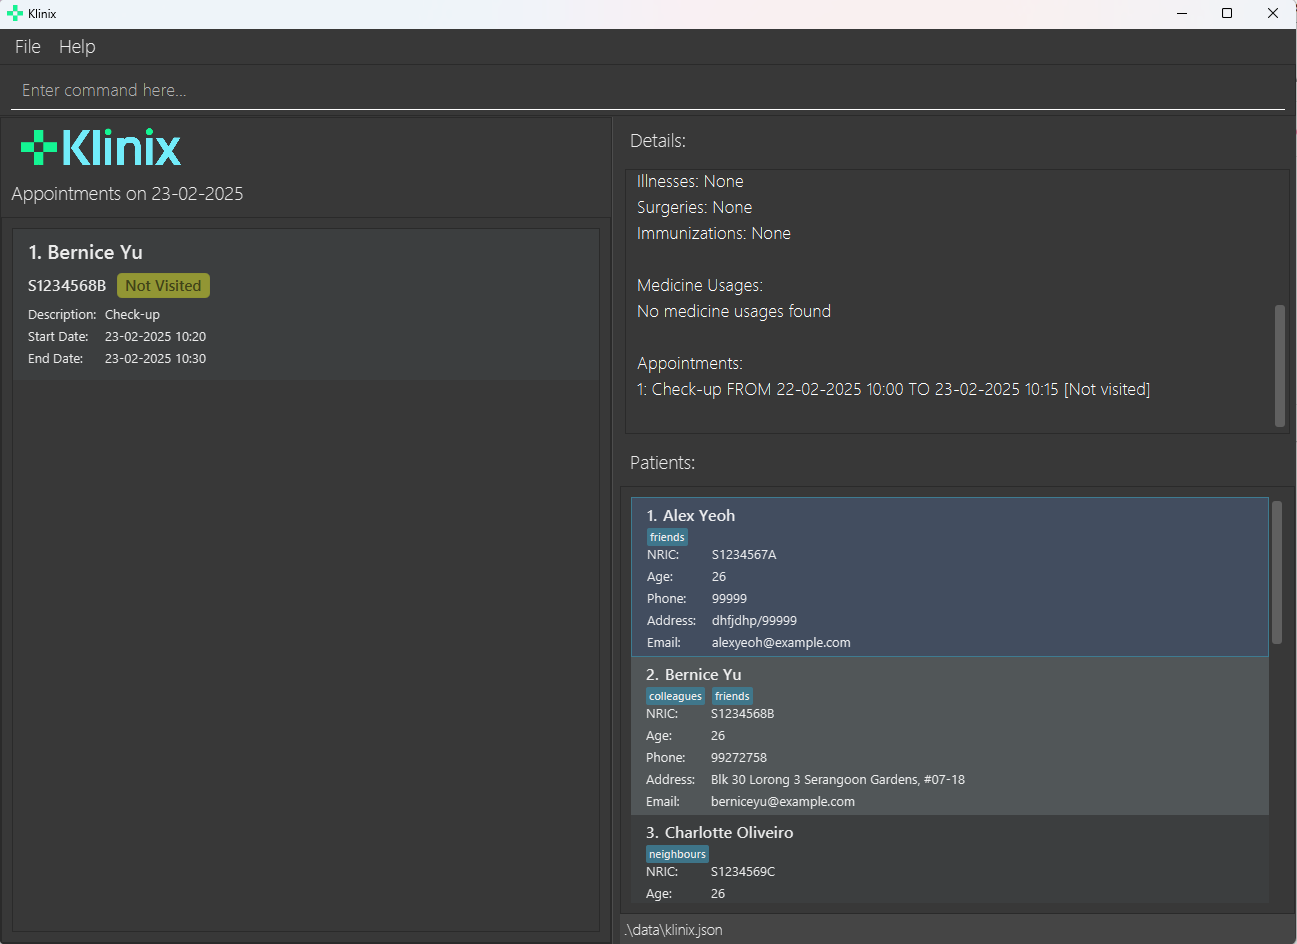 Klinix
File Help
Enter command here...
Klinix
Appointments on 23-02-2025
1. Bernice Yu
S1234568B Not Visited
Description: Check-up
Start Date: 23-02-2025 10:20
End Date: 23-02-2025 10:30
Details:
Illnesses: None
Surgeries: None
Immunizations: None
Medicine Usages:
No medicine usages found
Appointments:
1: Check-up FROM 22-02-2025 10:00 TO 23-02-2025 10:15 [Not visited]
Patients:
1. Alex Yeoh
friends
NRIC: S1234567A
Age: 26
Phone: 99999
Address: dhfjdhp/99999
Email: alexyeoh@example.com
2. Bernice Yu
colleagues friends
NRIC: S1234568B
Age: 26
Phone: 99272758
Address: Blk 30 Lorong 3 Serangoon Gardens, #07-18
Email: berniceyu@example.com
3. Charlotte Oliveiro
neighbours
NRIC: S1234569C
Age: 26
.\data\klinix.json